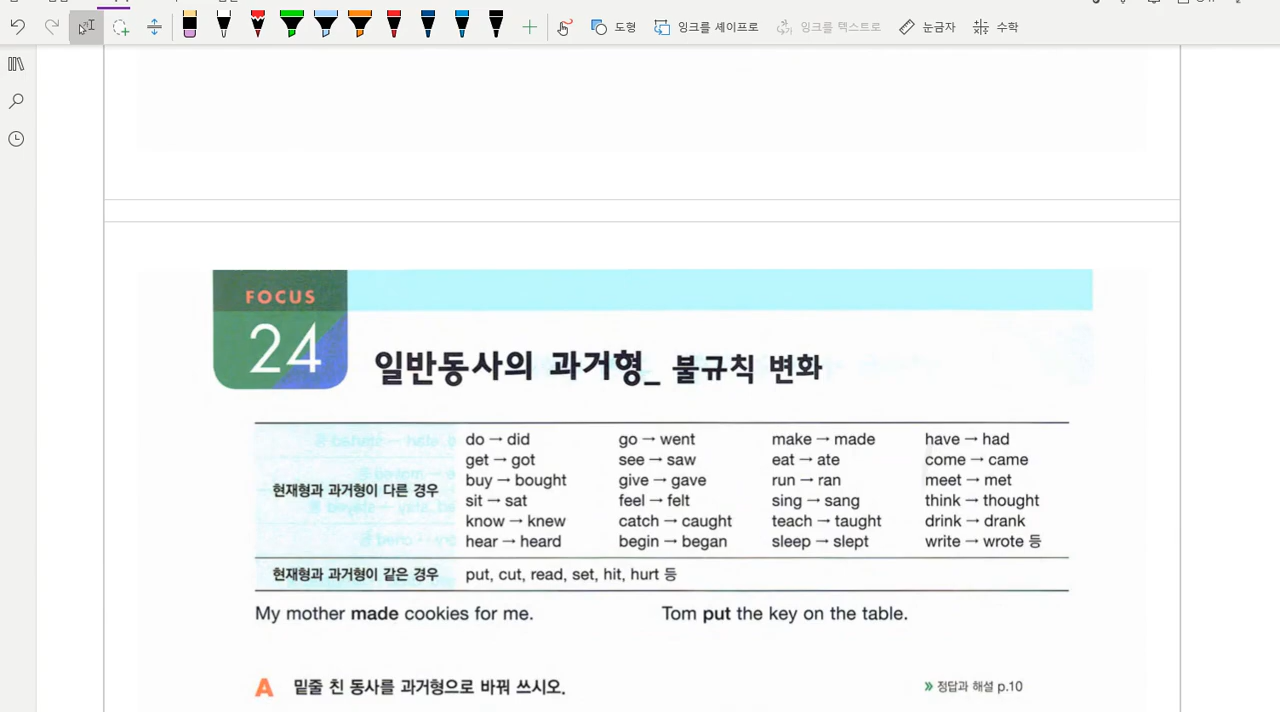 도형
잉크를 셰이프로
잉크를 텍스트로
눈금자
수학
FOCUS
24
일반동사의 과거형_ 불규칙 변화
현재형과 과거형이 다른 경우
do → did go → went make → made have → had
get → got see → saw eat → ate come → came
buy → bought give → gave run → ran meet → met
sit → sat feel → felt sing → sang think → thought
know → knew catch → caught teach → taught drink → drank
hear → heard begin → began sleep → slept write → wrote 등
현재형과 과거형이 같은 경우 put, cut, read, set, hit, hurt 등
My mother made cookies for me. Tom put the key on the table.
A 밑줄 친 동사를 과거형으로 바꿔 쓰시오.
» 정답과 해설 p.10